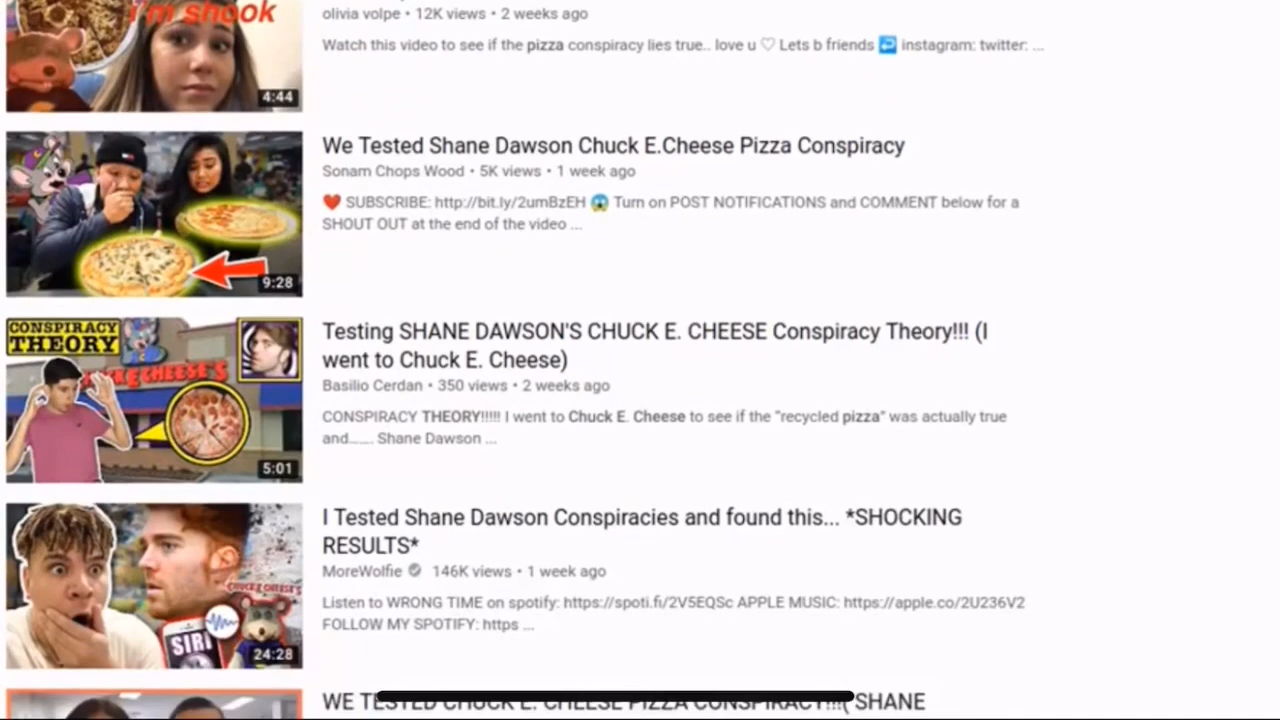 i'm shook
4:44
olivia volpe • 12K views • 2 weeks ago
Watch this video to see if the pizza conspiracy lies true.. love u ♡ Lets b friends ↩️ instagram: twitter: ...
9:28
We Tested Shane Dawson Chuck E.Cheese Pizza Conspiracy
Sonam Chops Wood • 5K views • 1 week ago
❤️ SUBSCRIBE: http://bit.ly/2umBzEH 😱 Turn on POST NOTIFICATIONS and COMMENT below for a
SHOUT OUT at the end of the video ...
CONSPIRACY
THEORY
5:01
Testing SHANE DAWSON'S CHUCK E. CHEESE Conspiracy Theory!!! (I
went to Chuck E. Cheese)
Basilio Cerdan • 350 views • 2 weeks ago
CONSPIRACY THEORY!!!!! I went to Chuck E. Cheese to see if the "recycled pizza" was actually true
and....... Shane Dawson ...
CHUCK E CHEESE'S
SIRI
24:28
I Tested Shane Dawson Conspiracies and found this... *SHOCKING
RESULTS*
MoreWolfie 146K views • 1 week ago
Listen to WRONG TIME on spotify: https://spoti.fi/2V5EQSc APPLE MUSIC: https://apple.co/2U236V2
FOLLOW MY SPOTIFY: https ...
WE TESTED CHUCK E. CHEESE PIZZA CONSPIRACY!!!(*SHANE